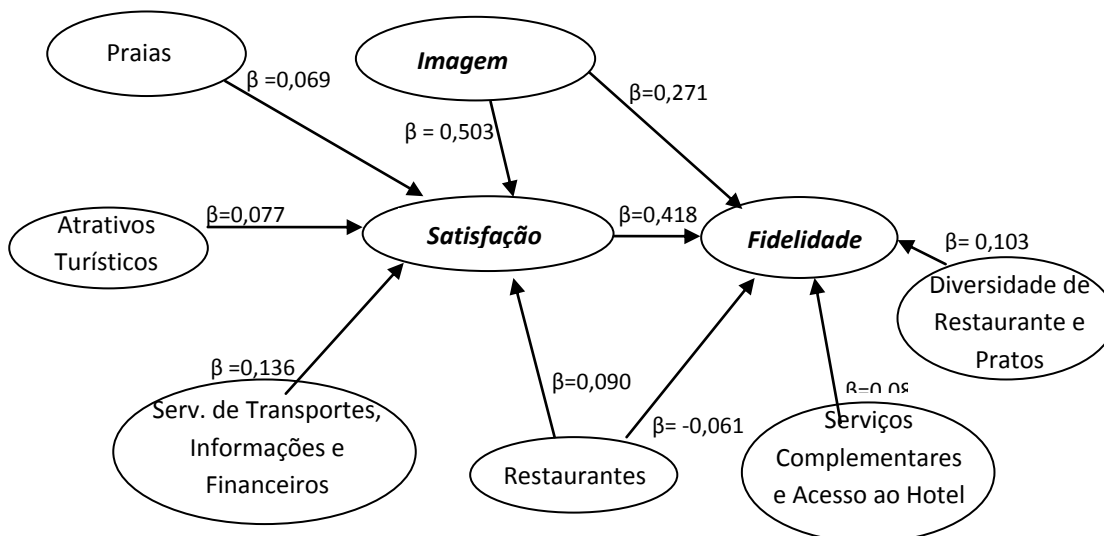 Praias
Imagem
β =0,069
β=0,271
β = 0,503
Atrativos
Turísticos
β=0,077
Satisfação
β=0,418
Fidelidade
β= 0,103
Diversidade de
Restaurante e
Pratos
β =0,136
Serv. de Transportes,
Informações e
Financeiros
β=0,090
β= -0,061
Restaurantes
Serviços
Complementares
e Acesso ao Hotel